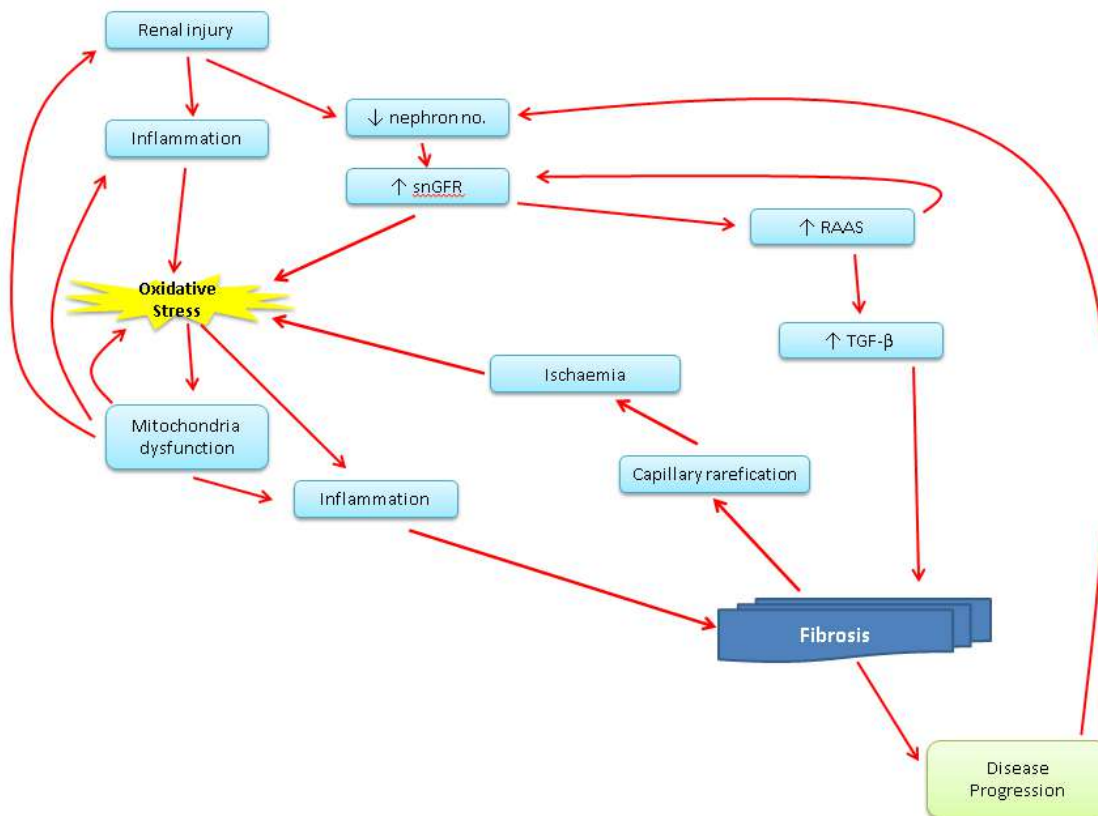 Renal injury
↓ nephron no.
Inflammation
↑ snGFR
↑ RAAS
Oxidative
Stress
↑ TGF-β
Ischaemia
Mitochondria
dysfunction
Capillary rarefication
Inflammation
Fibrosis
Disease
Progression